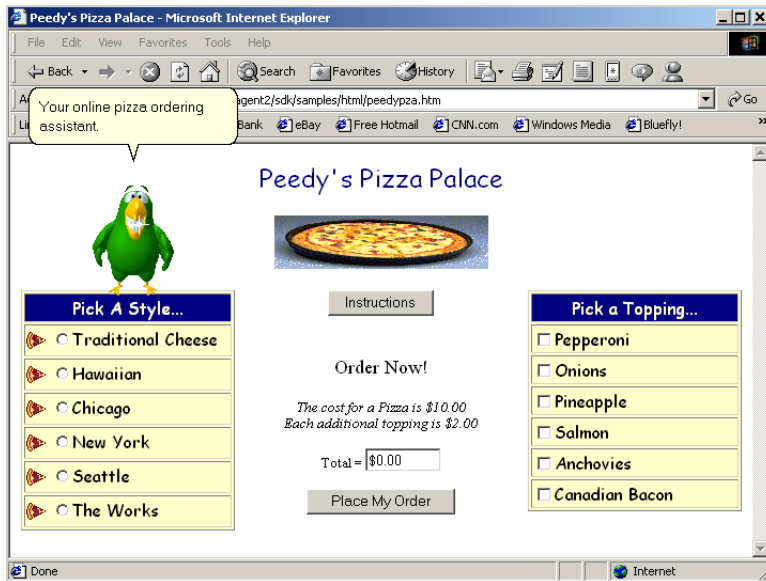 Peedy's Pizza Palace - Microsoft Internet Explorer
File Edit View Favorites Tools Help
Back Search Favorites History
gent2/sdk/samples/html/peedypza.htm Go
Bank eBay Free Hotmail CNN.com Windows Media Bluefly! »
Your online pizza ordering
assistant.
Peedy's Pizza Palace
Pick A Style...
Traditional Cheese
Hawaiian
Chicago
New York
Seattle
The Works
Instructions
Order Now!
The cost for a Pizza is $10.00
Each additional topping is $2.00
Total = $0.00
Place My Order
Pick a Topping...
Pepperoni
Onions
Pineapple
Salmon
Anchovies
Canadian Bacon
Done Internet